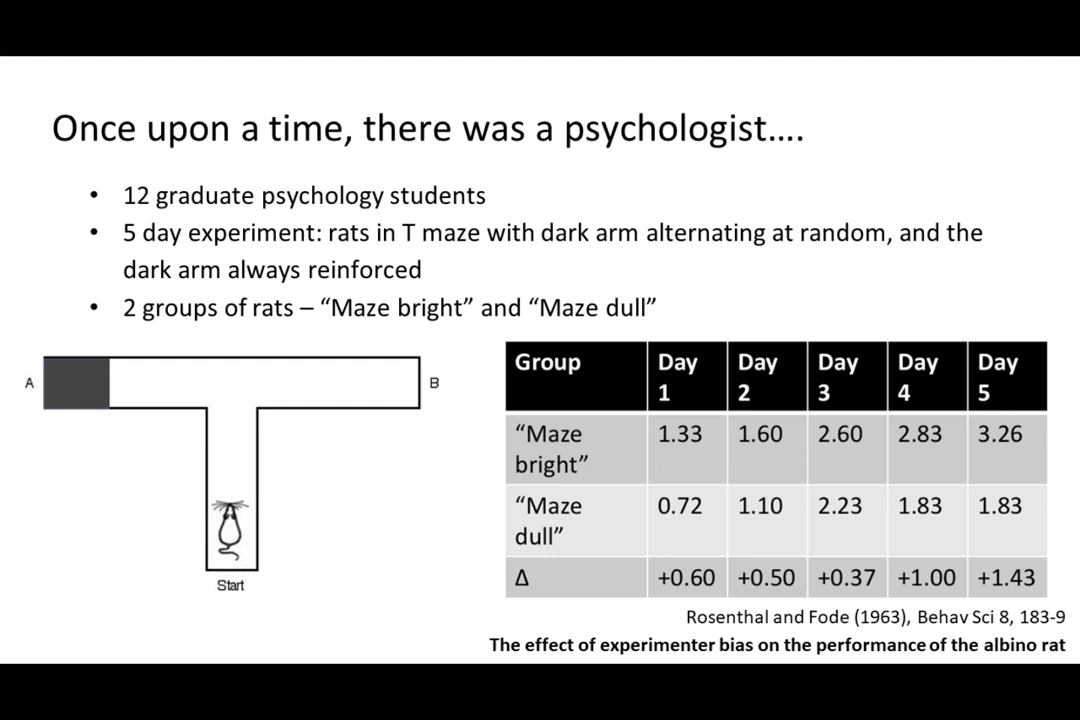 Once upon a time, there was a psychologist....
• 12 graduate psychology students
• 5 day experiment: rats in T maze with dark arm alternating at random, and the
dark arm always reinforced
• 2 groups of rats – “Maze bright” and “Maze dull”
A
B
Start
Group Day 1 Day 2 Day 3 Day 4 Day 5
“Maze bright” 1.33 1.60 2.60 2.83 3.26
“Maze dull” 0.72 1.10 2.23 1.83 1.83
Δ +0.60 +0.50 +0.37 +1.00 +1.43
Rosenthal and Fode (1963), Behav Sci 8, 183-9
The effect of experimenter bias on the performance of the albino rat